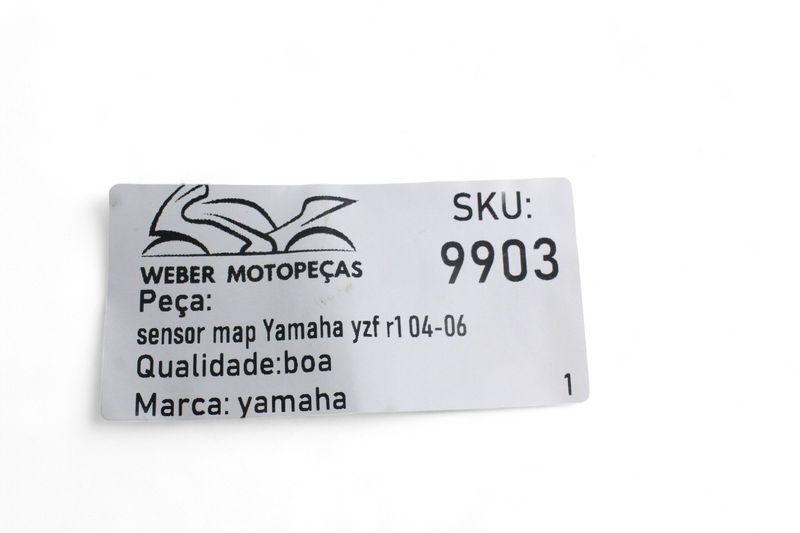 WEBER MOTOPEÇAS
SKU:
9903
Peça:
sensor map Yamaha yzf r1 04-06
Qualidade:boa
Marca: yamaha
1